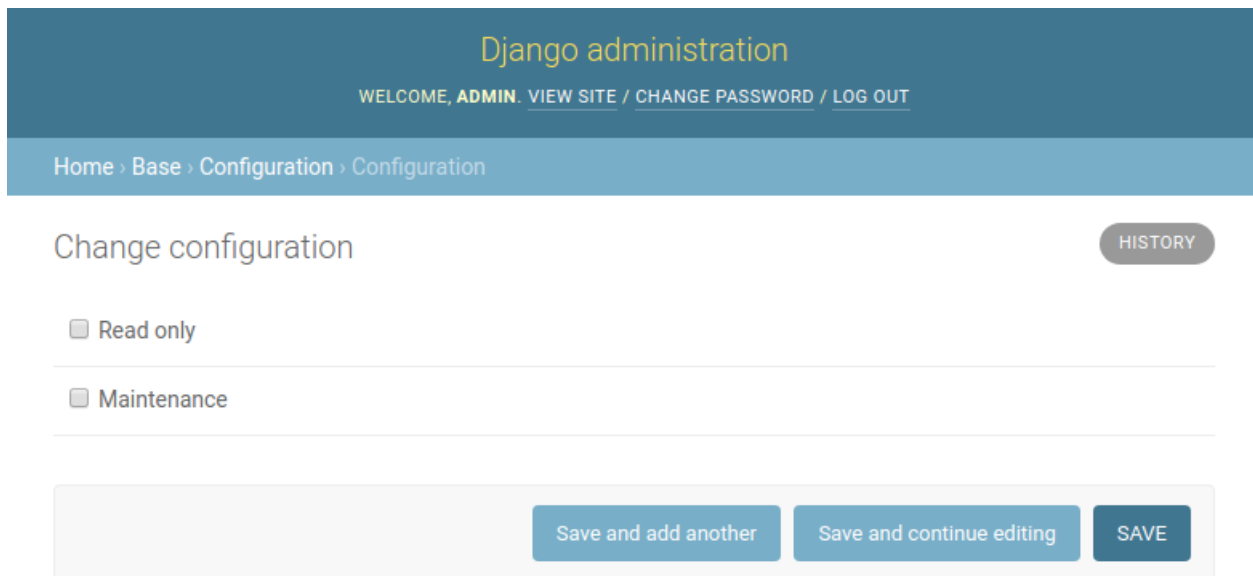 Django administration
WELCOME, ADMIN. VIEW SITE / CHANGE PASSWORD / LOG OUT
Home › Base › Configuration › Configuration
Change configuration
HISTORY
Read only
Maintenance
Save and add another
Save and continue editing
SAVE